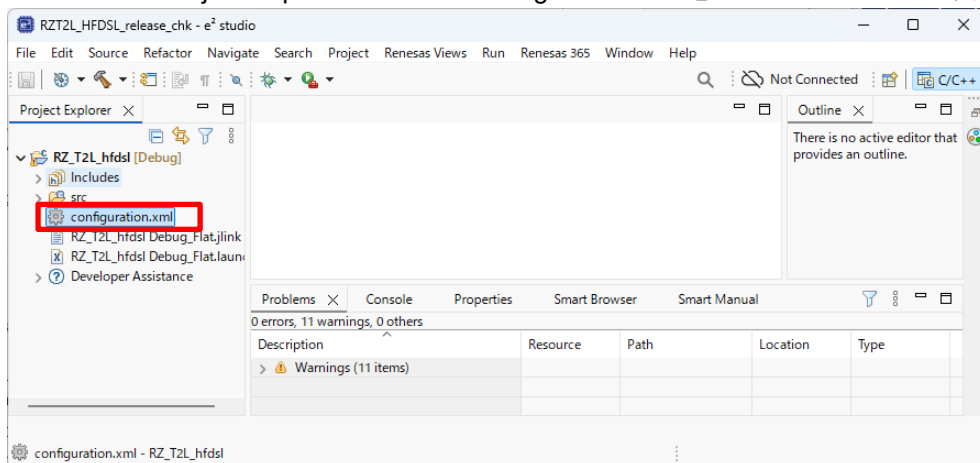 RZT2L_HFDSL_release_chk - e² studio
File Edit Source Refactor Navigate Search Project Renesas Views Run Renesas 365 Window Help
Not Connected C/C++
Project Explorer
Outline
There is no active editor that
provides an outline.
RZ_T2L_hfdsl [Debug]
Includes
src
configuration.xml
RZ_T2L_hfdsl Debug_Flat.jlink
RZ_T2L_hfdsl Debug_Flat.laun
Developer Assistance
Problems Console Properties Smart Browser Smart Manual
0 errors, 11 warnings, 0 others
Description Resource Path Location Type
Warnings (11 items)
configuration.xml - RZ_T2L_hfdsl